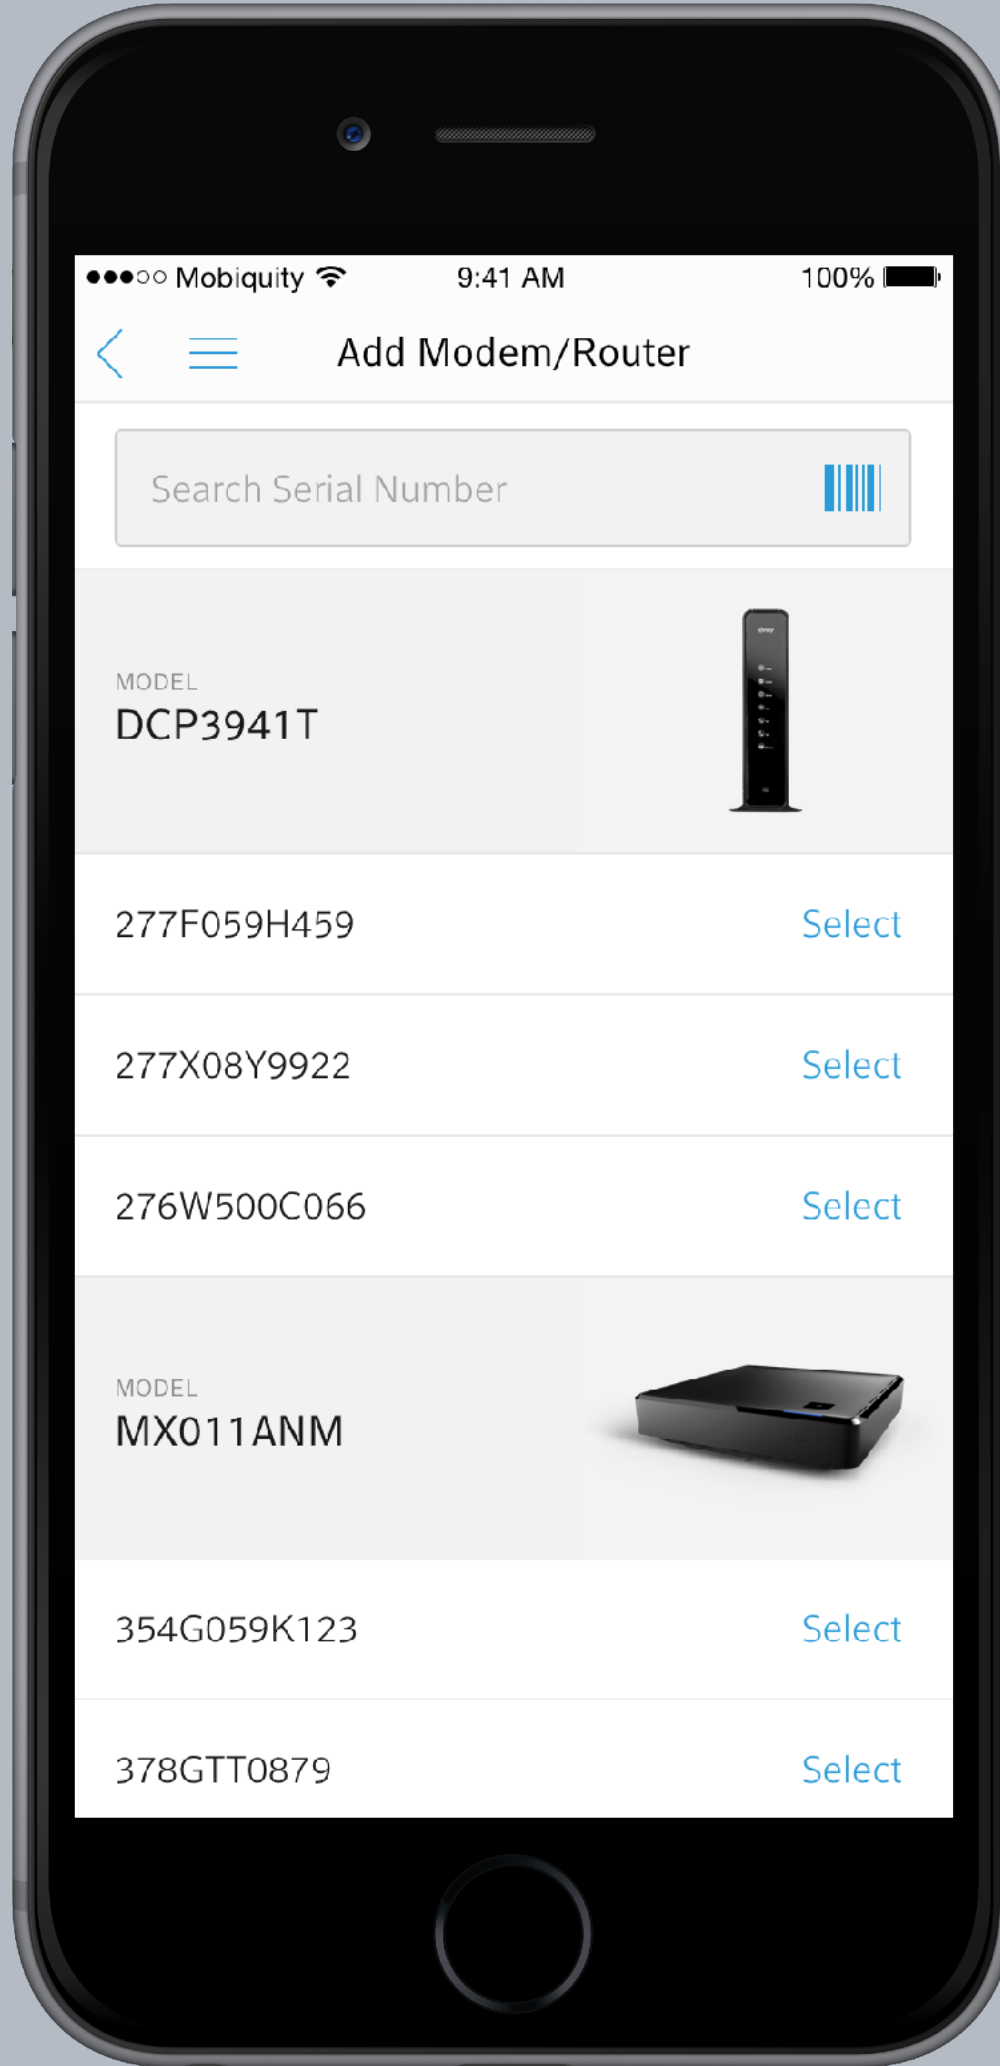 Mobiquity 9:41 AM 100%
Add Modem/Router
Search Serial Number
MODEL
DCP3941T
277F059H459 Select
277X08Y9922 Select
276W500C066 Select
MODEL
MX011ANM
354G059K123 Select
378GTT0879 Select